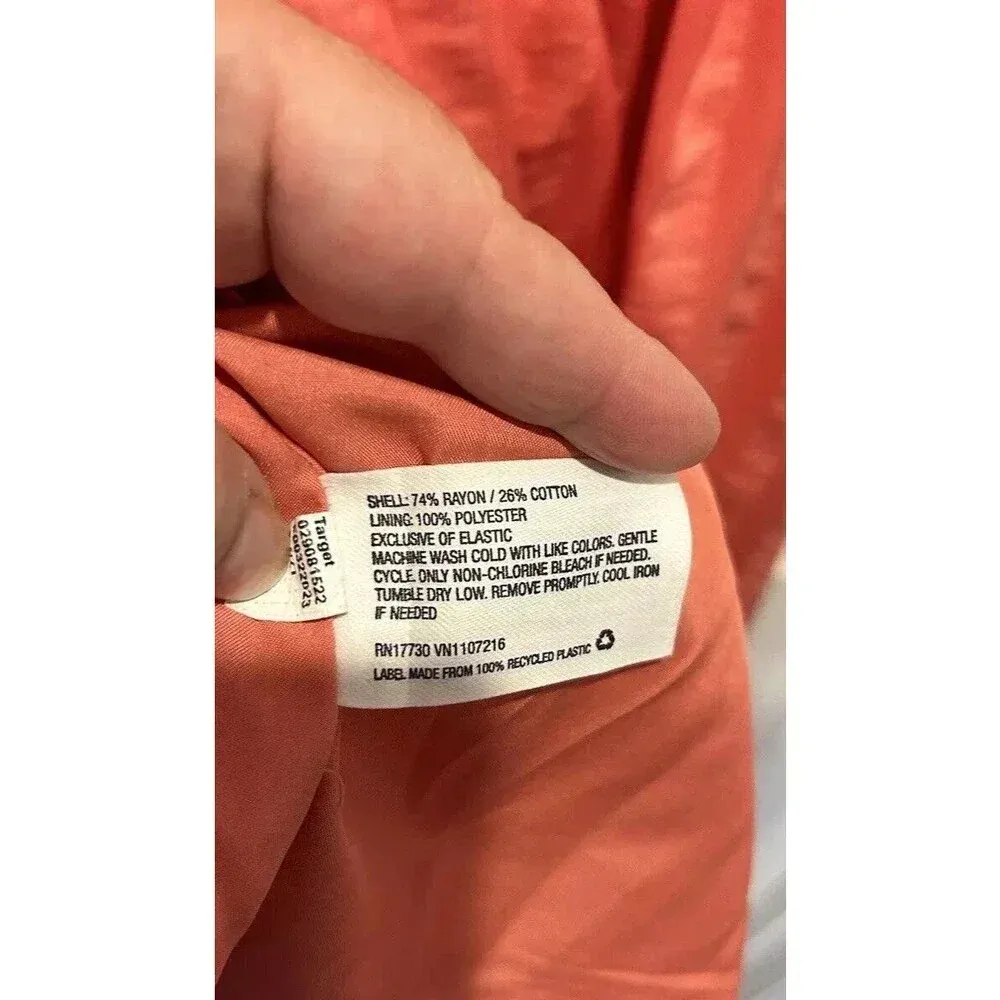 SHELL: 74% RAYON / 26% COTTON
LINING: 100% POLYESTER
EXCLUSIVE OF ELASTIC
MACHINE WASH COLD WITH LIKE COLORS. GENTLE
CYCLE. ONLY NON-CHLORINE BLEACH IF NEEDED.
TUMBLE DRY LOW. REMOVE PROMPTLY. COOL IRON
IF NEEDED
RN17730 VN1107216
LABEL MADE FROM 100% RECYCLED PLASTIC
Target
029081522